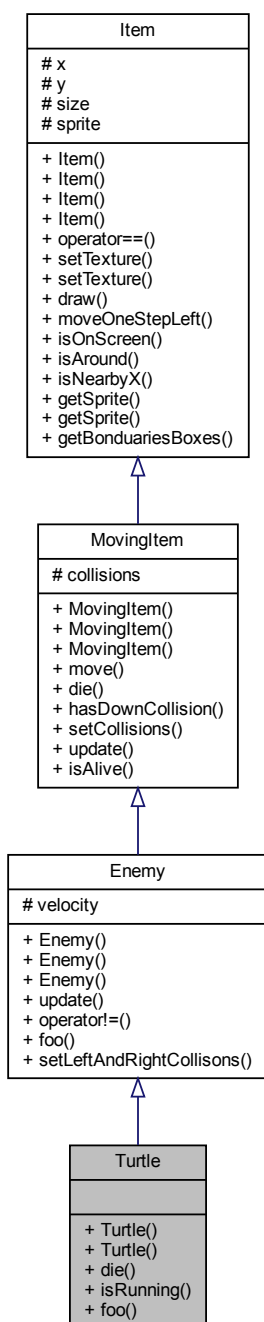 Item
# x
# y
# size
# sprite
+ Item()
+ Item()
+ Item()
+ Item()
+ operator==()
+ setTexture()
+ setTexture()
+ draw()
+ moveOneStepLeft()
+ isOnScreen()
+ isAround()
+ isNearbyX()
+ getSprite()
+ getSprite()
+ getBonduariesBoxes()
MovingItem
# collisions
+ MovingItem()
+ MovingItem()
+ MovingItem()
+ move()
+ die()
+ hasDownCollision()
+ setCollisions()
+ update()
+ isAlive()
Enemy
# velocity
+ Enemy()
+ Enemy()
+ Enemy()
+ update()
+ operator!=()
+ foo()
+ setLeftAndRightCollisons()
Turtle
+ Turtle()
+ Turtle()
+ die()
+ isRunning()
+ foo()